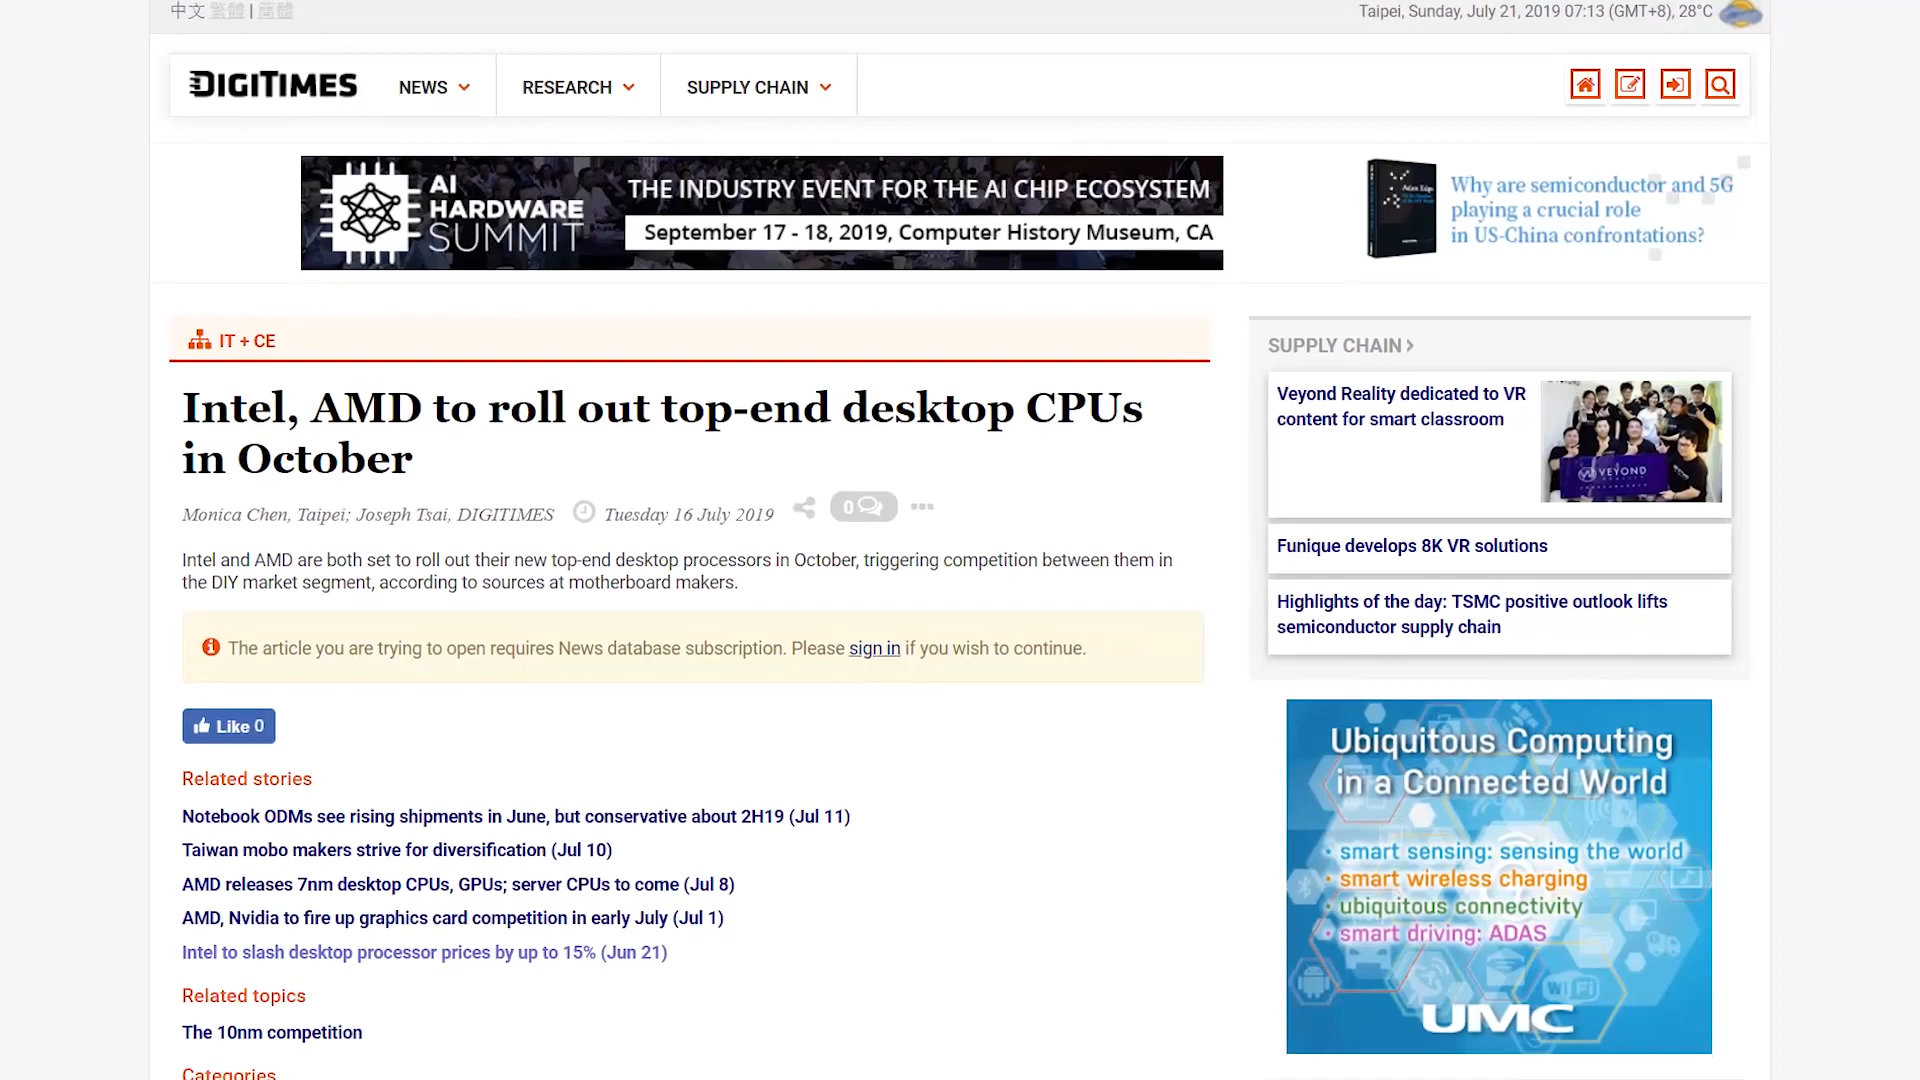 中文 繁體 | 简體
Taipei, Sunday, July 21, 2019 07:13 (GMT+8), 28°C
DIGITIMES
NEWS
RESEARCH
SUPPLY CHAIN
AI
HARDWARE
SUMMIT
THE INDUSTRY EVENT FOR THE AI CHIP ECOSYSTEM
September 17 - 18, 2019, Computer History Museum, CA
Asian Edge
Why are semiconductor and 5G
playing a crucial role
in US-China confrontations?
IT + CE
Intel, AMD to roll out top-end desktop CPUs
in October
Monica Chen, Taipei; Joseph Tsai, DIGITIMES
Tuesday 16 July 2019
0
Intel and AMD are both set to roll out their new top-end desktop processors in October, triggering competition between them in
the DIY market segment, according to sources at motherboard makers.
The article you are trying to open requires News database subscription. Please sign in if you wish to continue.
Like 0
Related stories
Notebook ODMs see rising shipments in June, but conservative about 2H19 (Jul 11)
Taiwan mobo makers strive for diversification (Jul 10)
AMD releases 7nm desktop CPUs, GPUs; server CPUs to come (Jul 8)
AMD, Nvidia to fire up graphics card competition in early July (Jul 1)
Intel to slash desktop processor prices by up to 15% (Jun 21)
Related topics
The 10nm competition
Categories
SUPPLY CHAIN
Veyond Reality dedicated to VR
content for smart classroom
VEYOND
Funique develops 8K VR solutions
Highlights of the day: TSMC positive outlook lifts
semiconductor supply chain
Ubiquitous Computing
in a Connected World
• smart sensing: sensing the world
• smart wireless charging
• ubiquitous connectivity
• smart driving: ADAS
WiFi
UMC